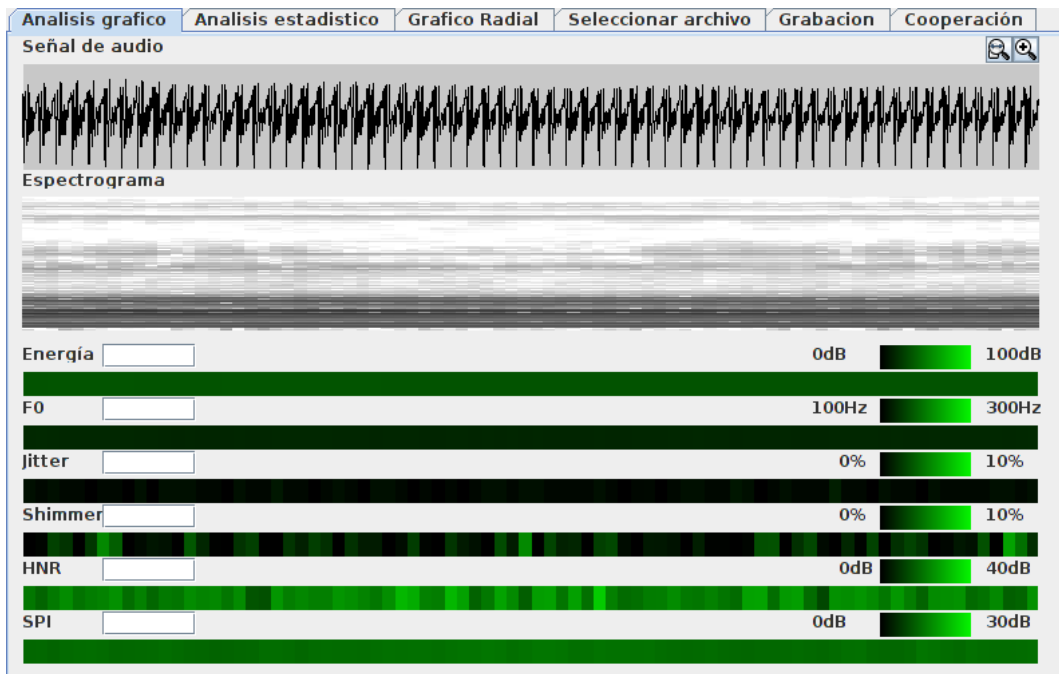 Analisis grafico Analisis estadistico Grafico Radial Seleccionar archivo Grabacion Cooperación
Señal de audio
Espectrograma
Energía 0dB 100dB
F0 100Hz 300Hz
Jitter 0% 10%
Shimmer 0% 10%
HNR 0dB 40dB
SPI 0dB 30dB